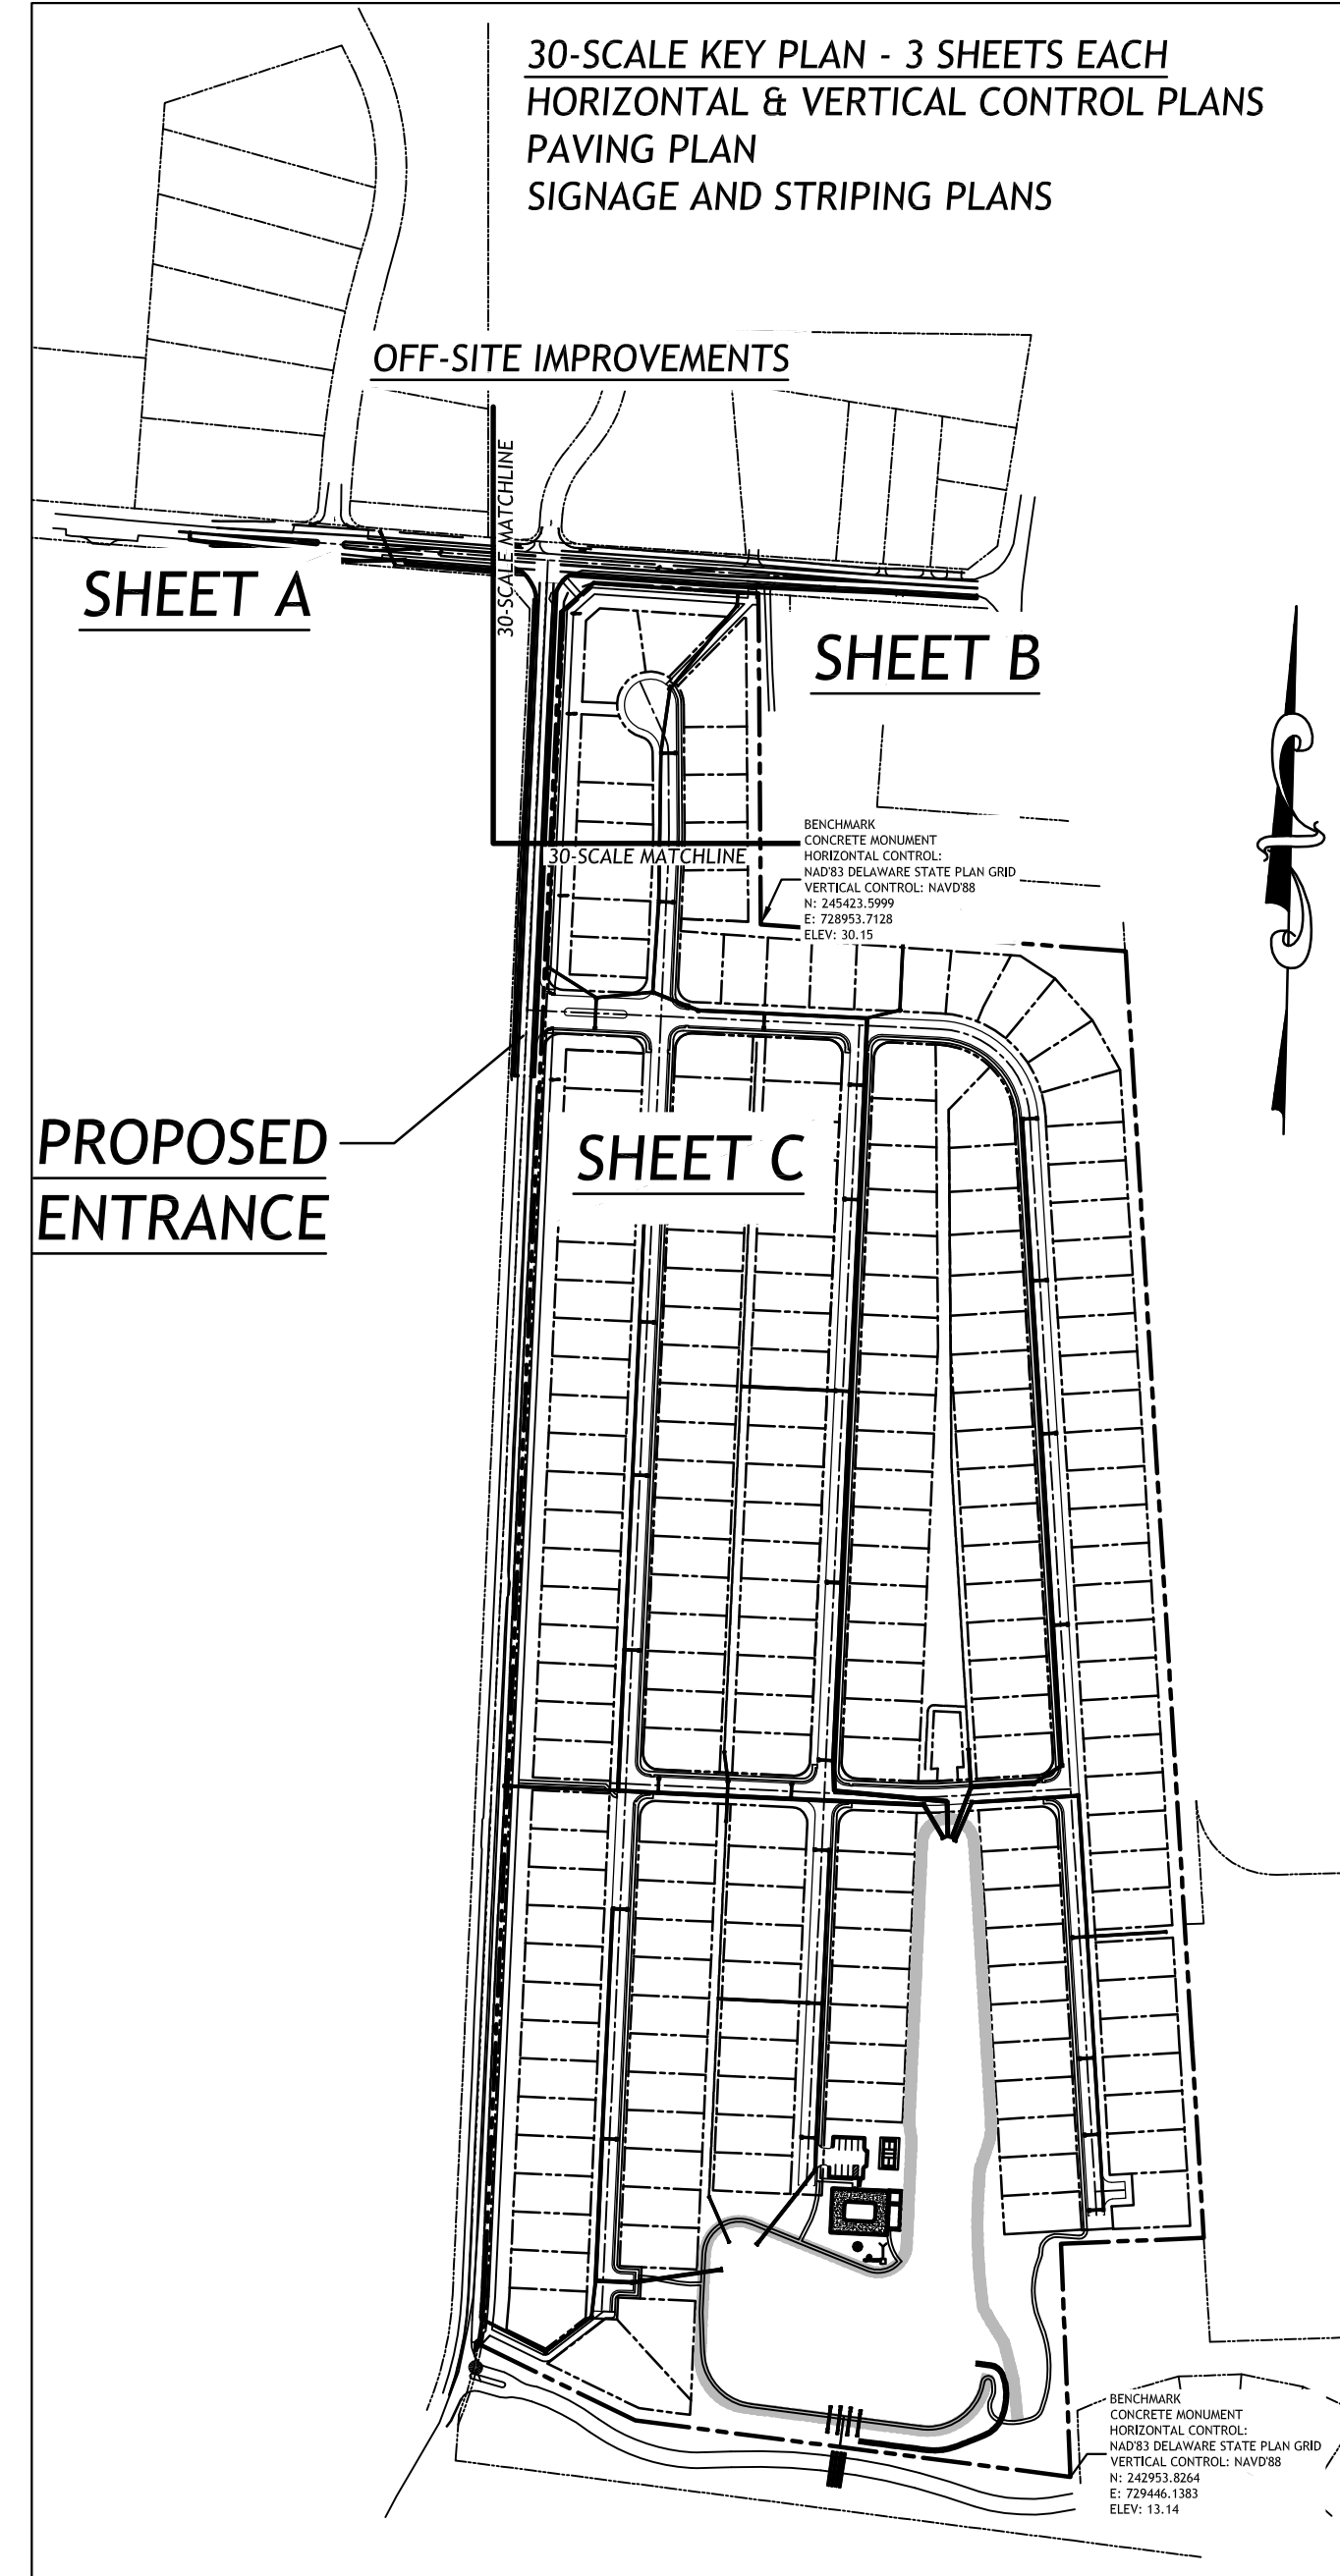 30-SCALE KEY PLAN - 3 SHEETS EACH
HORIZONTAL & VERTICAL CONTROL PLANS
PAVING PLAN
SIGNAGE AND STRIPING PLANS
OFF-SITE IMPROVEMENTS
30-SCALE MATCHLINE
SHEET A
SHEET B
BENCHMARK
CONCRETE MONUMENT
HORIZONTAL CONTROL:
NAD'83 DELAWARE STATE PLAN GRID
VERTICAL CONTROL: NAVD'88
N: 245423.5999
E: 728953.7128
ELEV: 30.15
30-SCALE MATCHLINE
PROPOSED
ENTRANCE
SHEET C
BENCHMARK
CONCRETE MONUMENT
HORIZONTAL CONTROL:
NAD'83 DELAWARE STATE PLAN GRID
VERTICAL CONTROL: NAVD'88
N: 242953.8264
E: 729446.1383
ELEV: 13.14